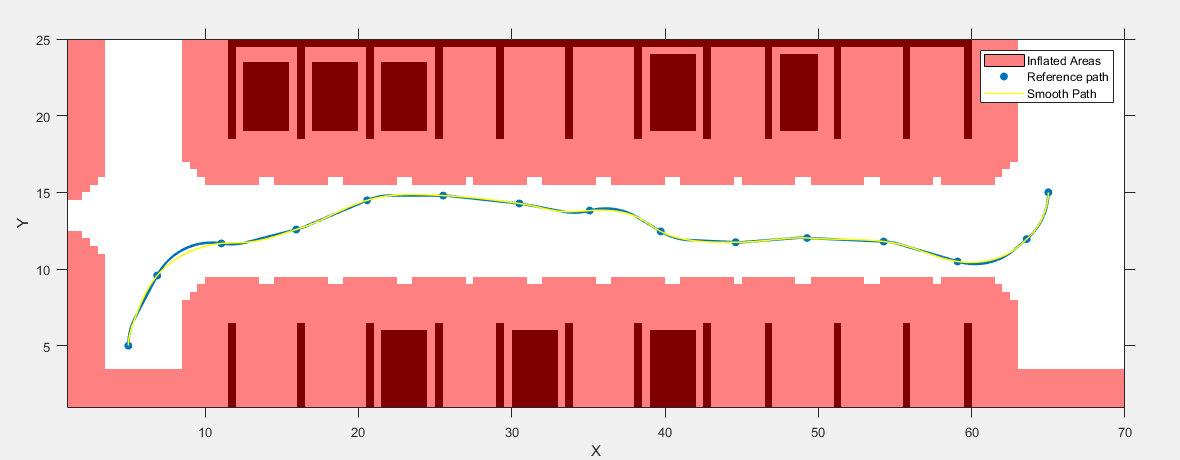 25
20
15
10
5
Y
Inflated Areas
Reference path
Smooth Path
10 20 30 40 50 60 70
X